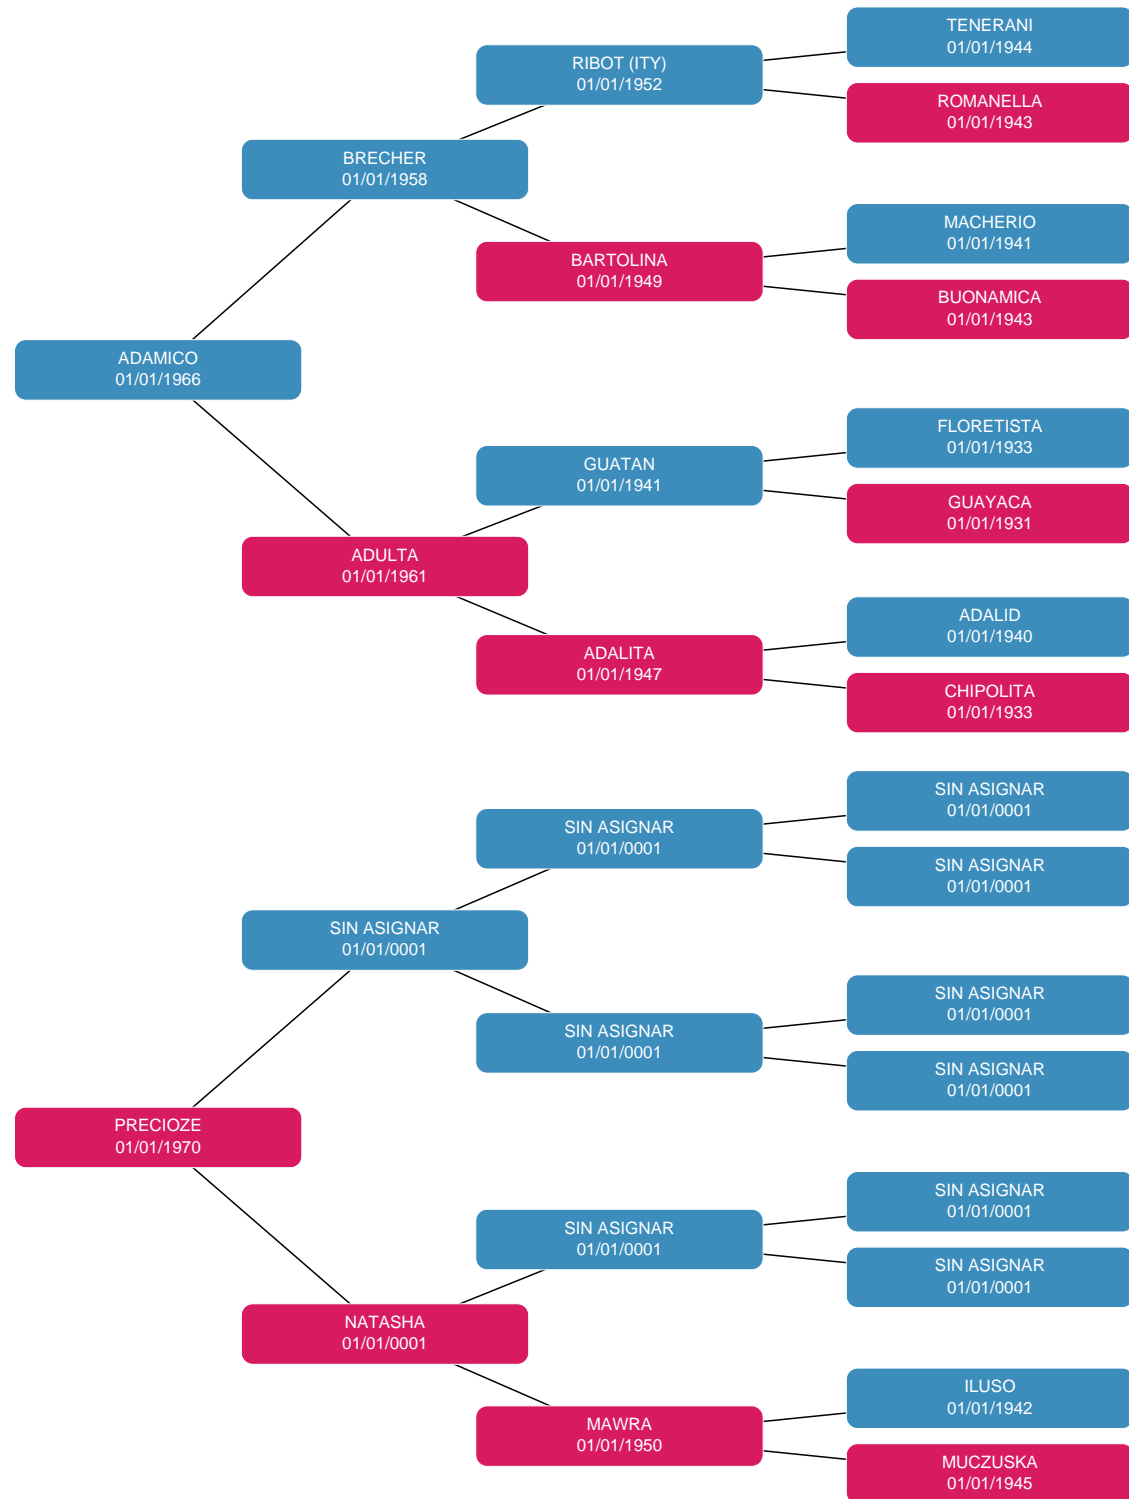 TENERANI
01/01/1944
RIBOT (ITY)
01/01/1952
ROMANELLA
01/01/1943
BRECHER
01/01/1958
MACHERIO
01/01/1941
BARTOLINA
01/01/1949
BUONAMICA
01/01/1943
ADAMICO
01/01/1966
FLORETISTA
01/01/1933
GUATAN
01/01/1941
GUAYACA
01/01/1931
ADULTA
01/01/1961
ADALID
01/01/1940
ADALITA
01/01/1947
CHIPOLITA
01/01/1933
SIN ASIGNAR
01/01/0001
SIN ASIGNAR
01/01/0001
SIN ASIGNAR
01/01/0001
SIN ASIGNAR
01/01/0001
SIN ASIGNAR
01/01/0001
SIN ASIGNAR
01/01/0001
SIN ASIGNAR
01/01/0001
PRECIOZE
01/01/1970
SIN ASIGNAR
01/01/0001
SIN ASIGNAR
01/01/0001
SIN ASIGNAR
01/01/0001
NATASHA
01/01/0001
ILUSO
01/01/1942
MAWRA
01/01/1950
MUCZUSKA
01/01/1945